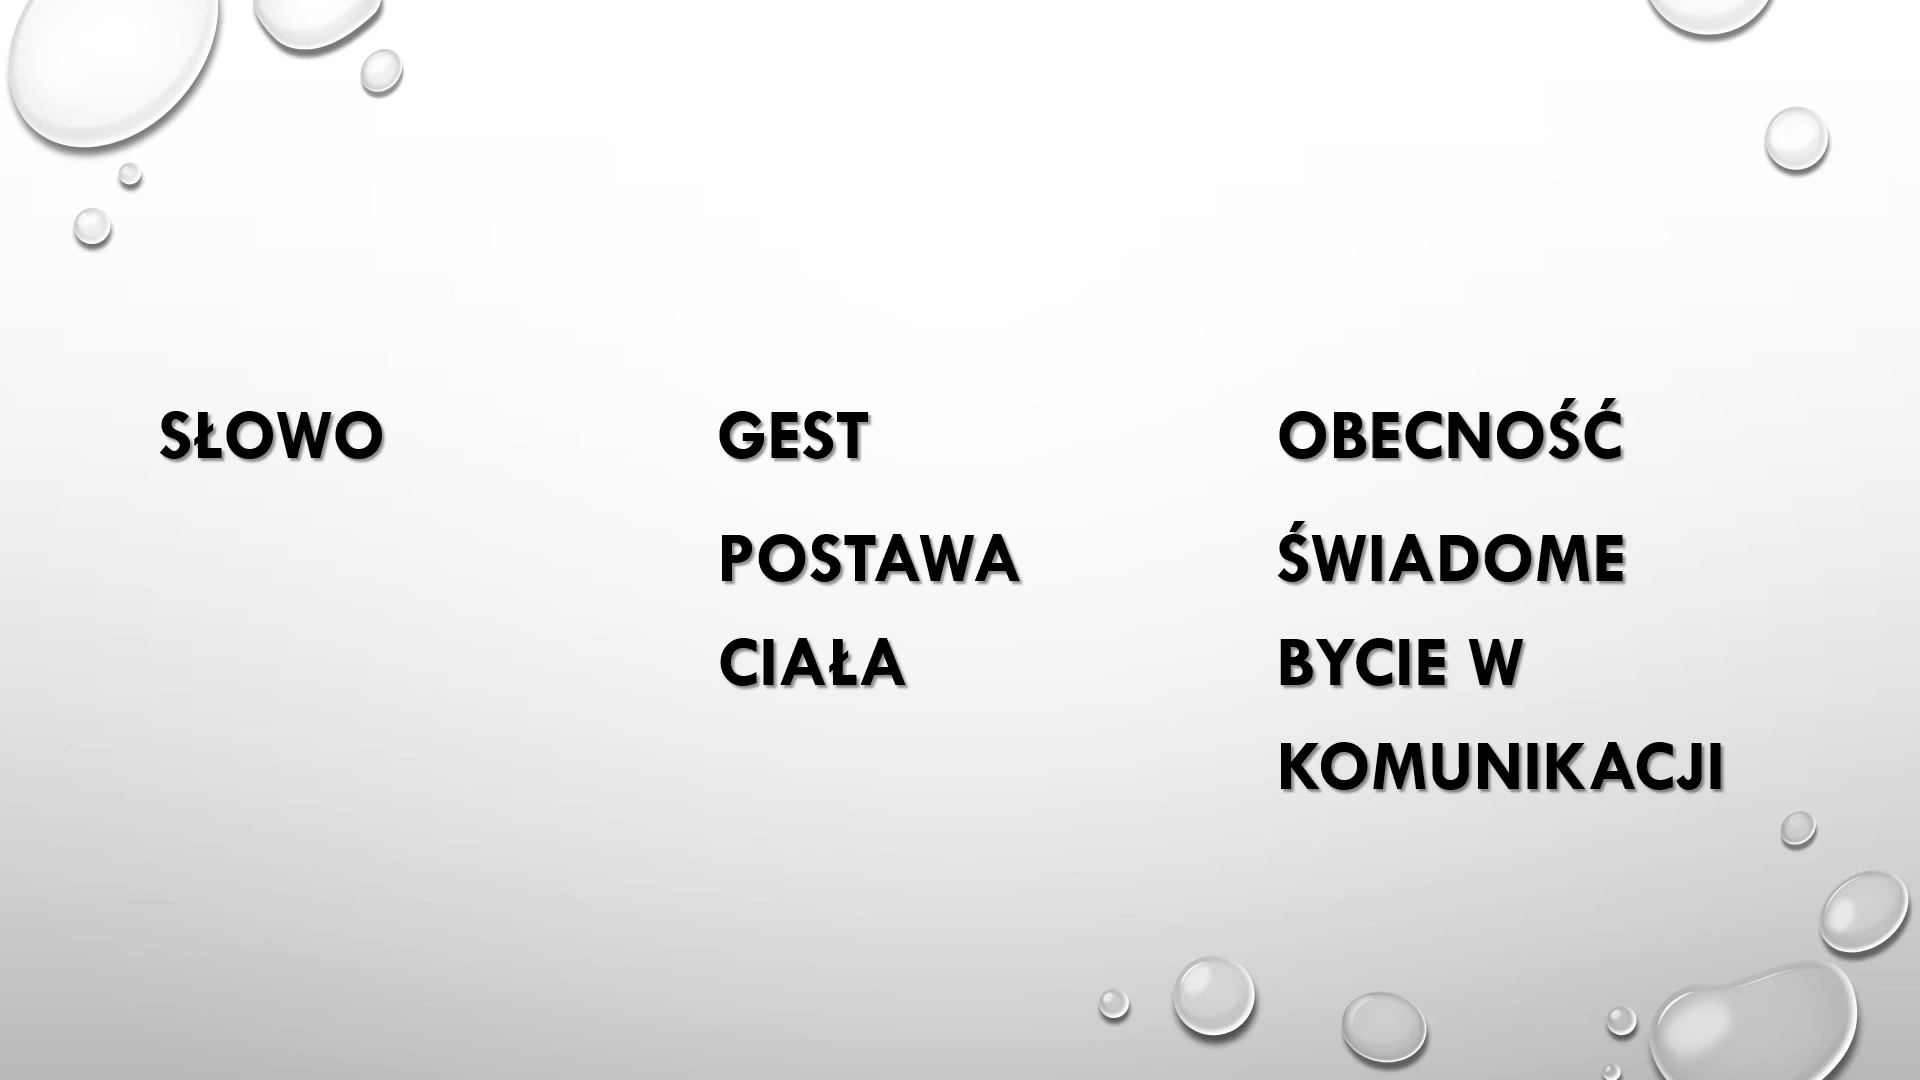 SŁOWO
GEST
POSTAWA
CIAŁA
OBECNOŚĆ
ŚWIADOME
BYCIE W
KOMUNIKACJI